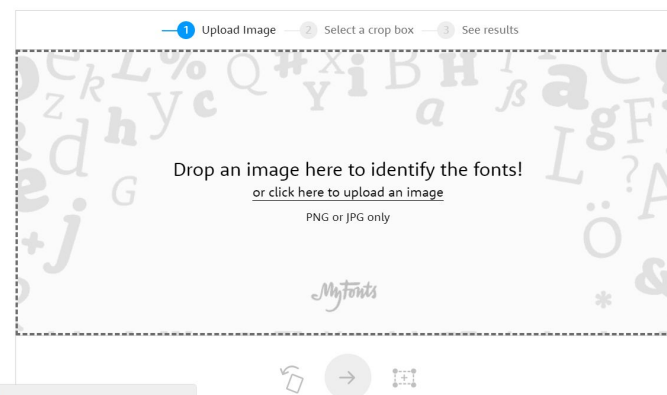 1 Upload Image 2 Select a crop box 3 See results
Drop an image here to identify the fonts!
or click here to upload an image
PNG or JPG only
MyFonts